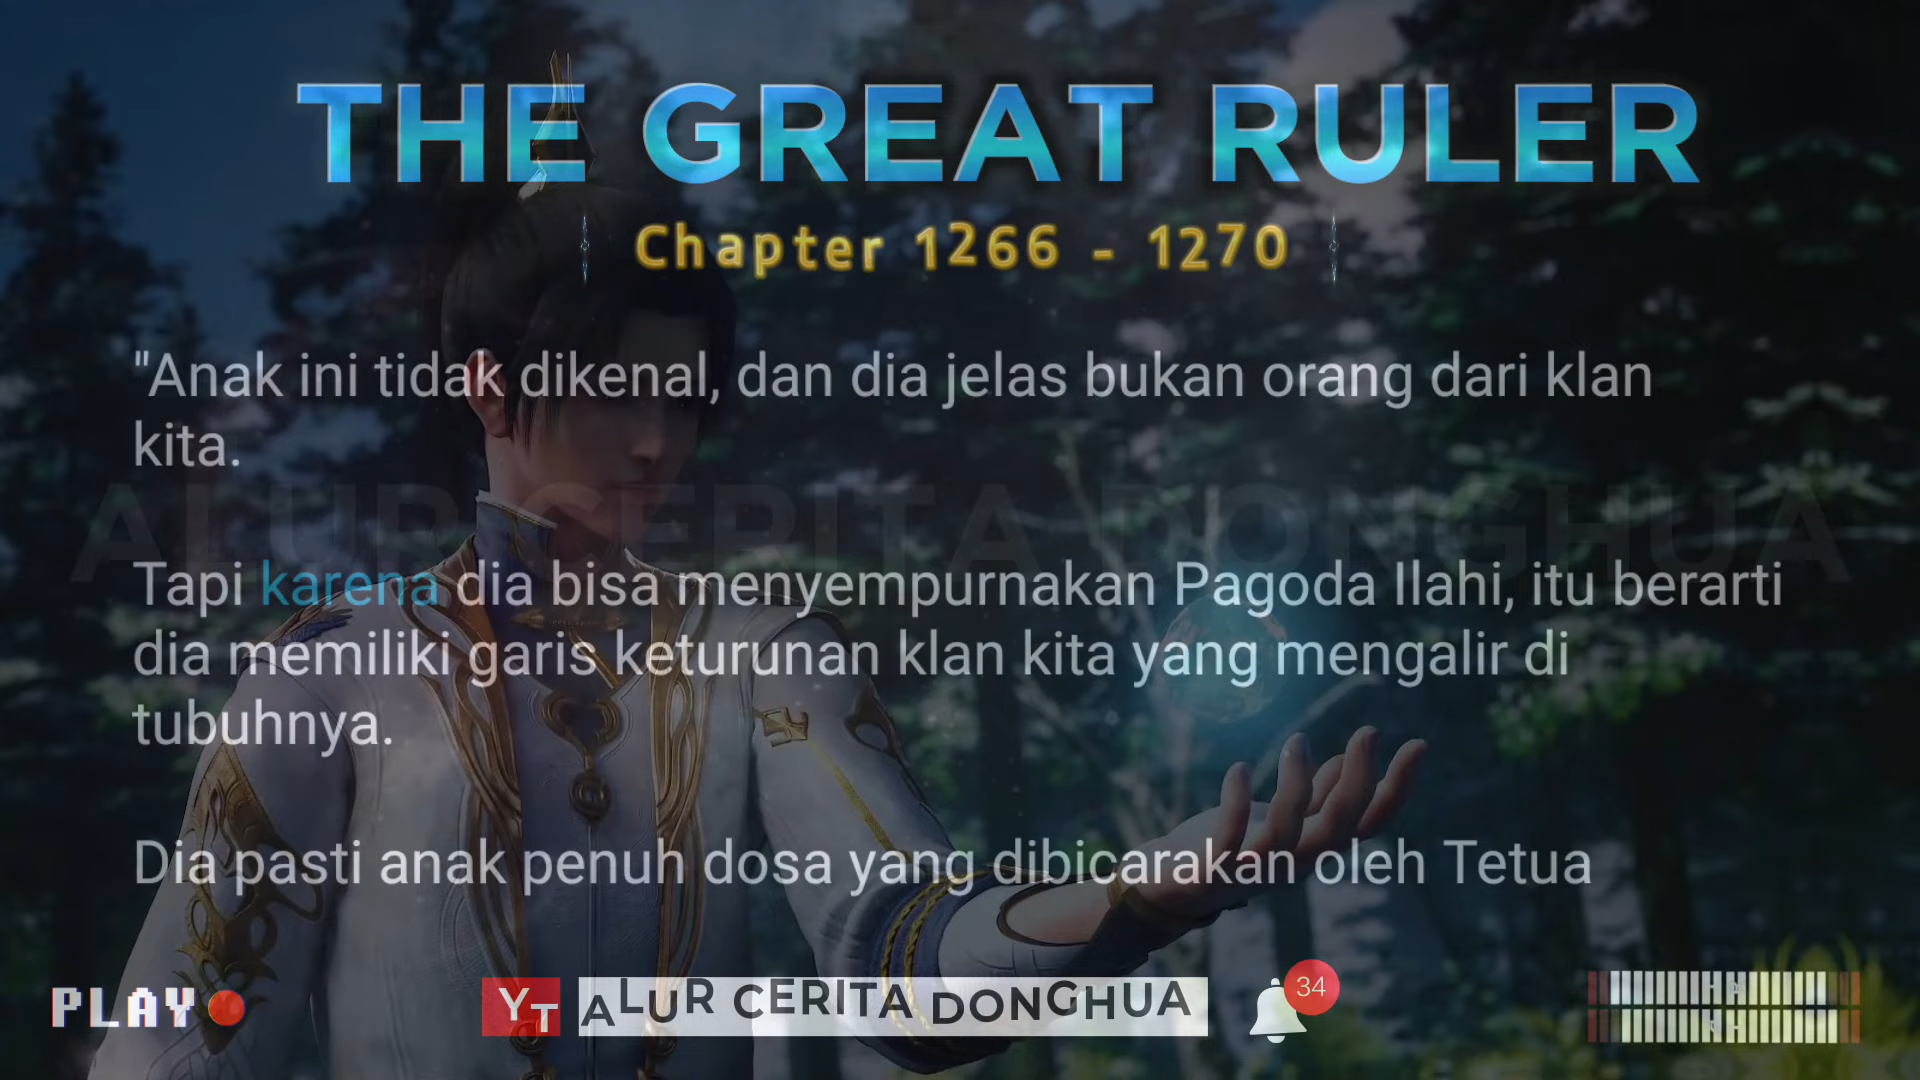 THE GREAT RULER
Chapter 1266 - 1270
"Anak ini tidak dikenal, dan dia jelas bukan orang dari klan
kita.
ALUR CERITA DONGHUA
Tapi karena dia bisa menyempurnakan Pagoda Ilahi, itu berarti
dia memiliki garis keturunan klan kita yang mengalir di
tubuhnya.
Dia pasti anak penuh dosa yang dibicarakan oleh Tetua
PLAY
YT ALUR CERITA DONGHUA
34